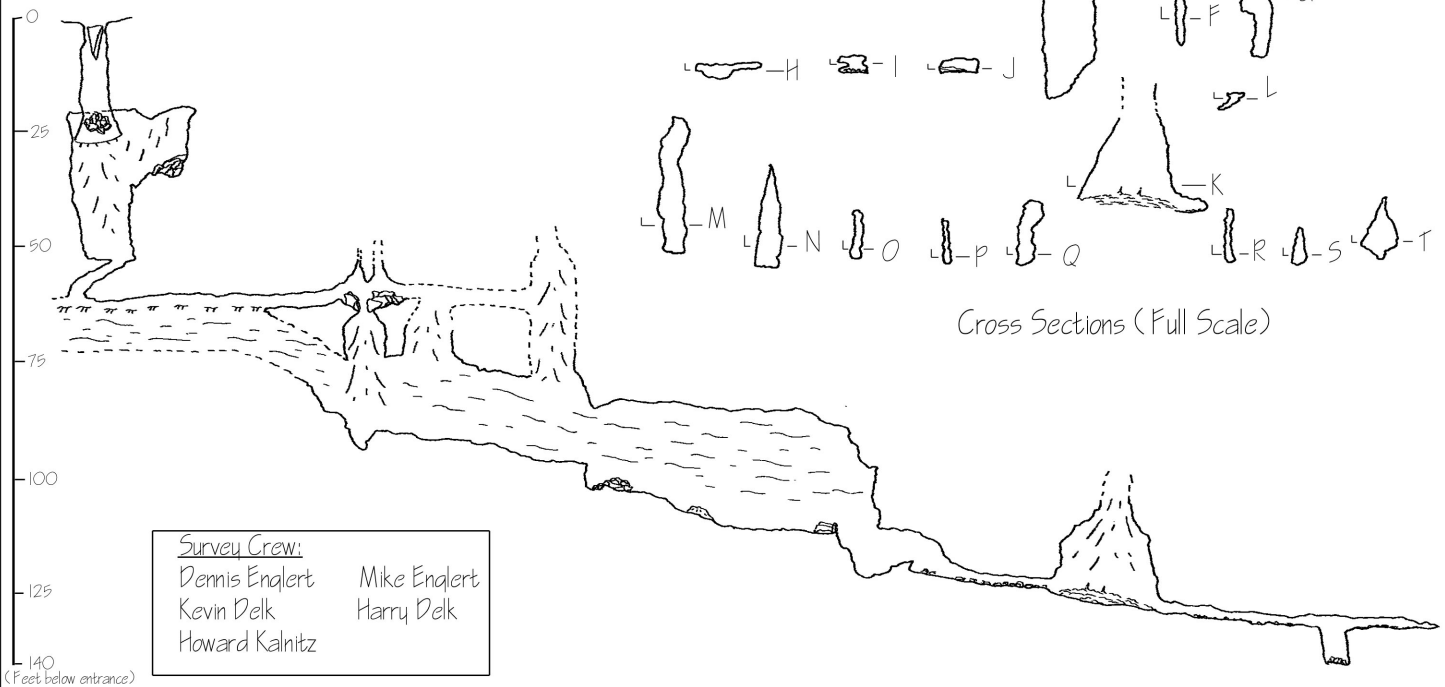 0
25
50
75
100
125
140
(Feet below entrance)
F
H
I
J
L
K
M
N
O
P
Q
R
S
T
Cross Sections (Full Scale)
Survey Crew:
Dennis Englert Mike Englert
Kevin Delk Harry Delk
Howard Kalnitz